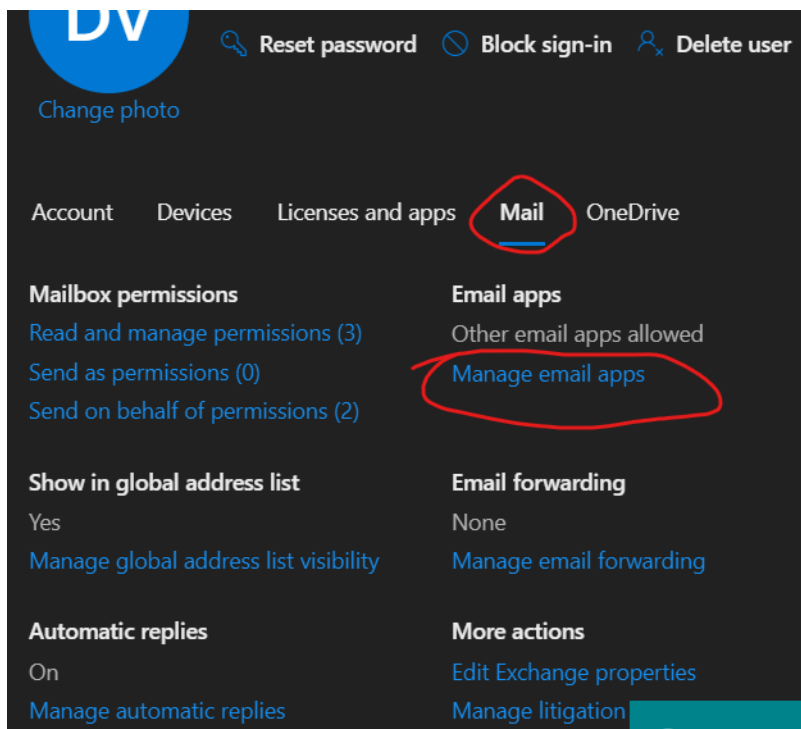 DV
Reset password Block sign-in Delete user
Change photo
Account Devices Licenses and apps Mail OneDrive
Mailbox permissions
Read and manage permissions (3)
Send as permissions (0)
Send on behalf of permissions (2)
Email apps
Other email apps allowed
Manage email apps
Show in global address list
Yes
Manage global address list visibility
Email forwarding
None
Manage email forwarding
Automatic replies
On
Manage automatic replies
More actions
Edit Exchange properties
Manage litigation